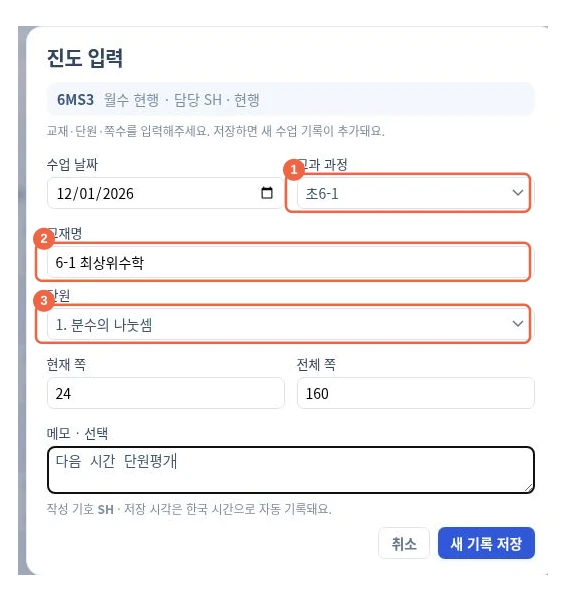 진도 입력
6MS3 월수 현행 · 담당 SH · 현행
교재·단원·쪽수를 입력해주세요. 저장하면 새 수업 기록이 추가돼요.
수업 날짜
12/01/2026
1 과 과정
초6-1
2 재명
6-1 최상위수학
3 단원
1. 분수의 나눗셈
현재 쪽
24
전체 쪽
160
메모 · 선택
다음 시간 단원평개
작성 기호 SH · 저장 시각은 한국 시간으로 자동 기록돼요.
취소
새 기록 저장